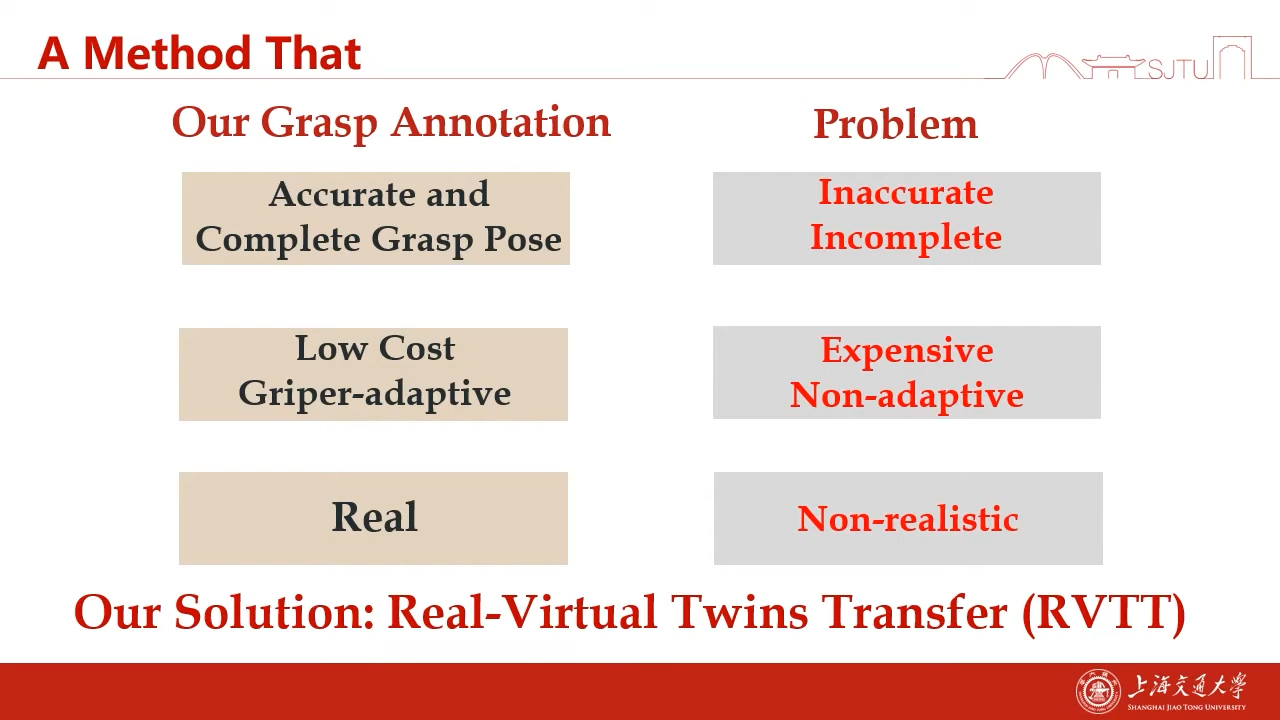 A Method That
SJTU
Our Grasp Annotation
Problem
Accurate and
Complete Grasp Pose
Inaccurate
Incomplete
Low Cost
Griper-adaptive
Expensive
Non-adaptive
Real
Non-realistic
Our Solution: Real-Virtual Twins Transfer (RVTT)
上海交通大学
SHANGHAI JIAO TONG UNIVERSITY